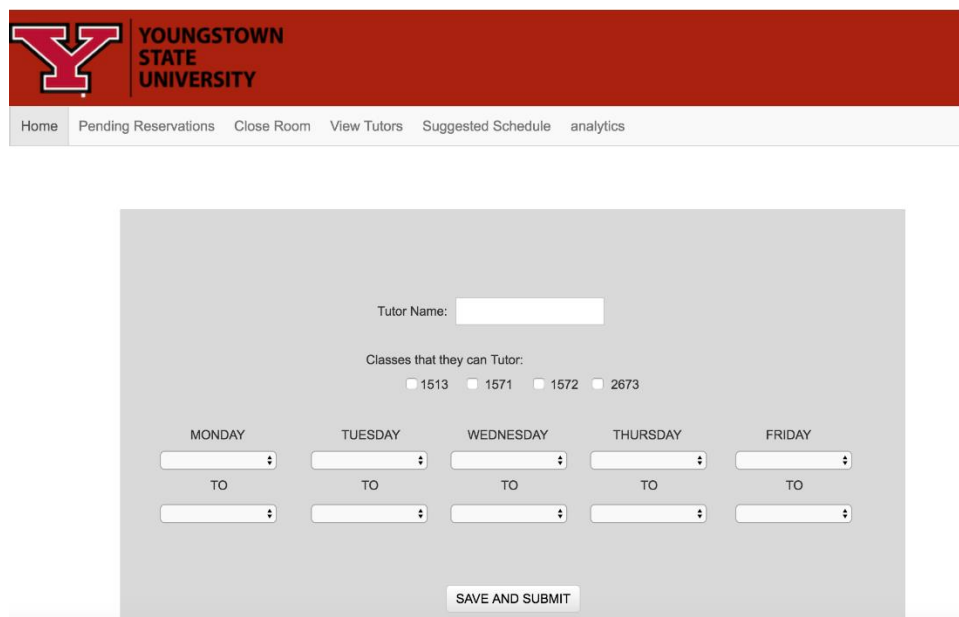 Y
YOUNGSTOWN
STATE
UNIVERSITY
Home Pending Reservations Close Room View Tutors Suggested Schedule analytics
Tutor Name:
Classes that they can Tutor:
1513 1571 1572 2673
MONDAY TUESDAY WEDNESDAY THURSDAY FRIDAY
TO TO TO TO TO
SAVE AND SUBMIT